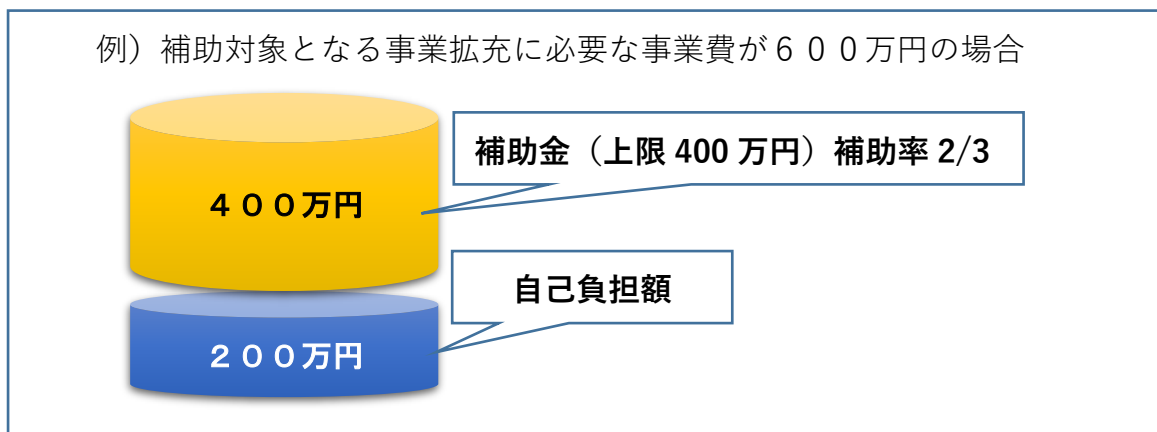 例）補助対象となる事業拡充に必要な事業費が６００万円の場合
補助金（上限 400 万円）補助率 2/3
４００万円
自己負担額
２００万円